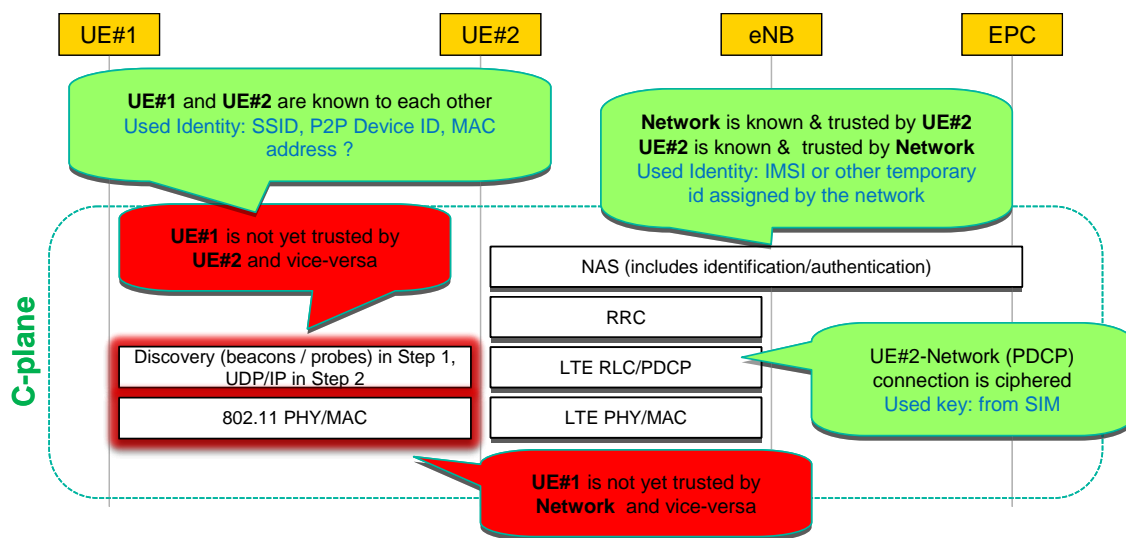 UE#1
UE#2
eNB
EPC
UE#1 and UE#2 are known to each other
Used Identity: SSID, P2P Device ID, MAC
address ?
Network is known & trusted by UE#2
UE#2 is known & trusted by Network
Used Identity: IMSI or other temporary
id assigned by the network
UE#1 is not yet trusted by
UE#2 and vice-versa
NAS (includes identification/authentication)
RRC
C-plane
Discovery (beacons / probes) in Step 1,
UDP/IP in Step 2
LTE RLC/PDCP
UE#2-Network (PDCP)
connection is ciphered
Used key: from SIM
802.11 PHY/MAC
LTE PHY/MAC
UE#1 is not yet trusted by
Network and vice-versa